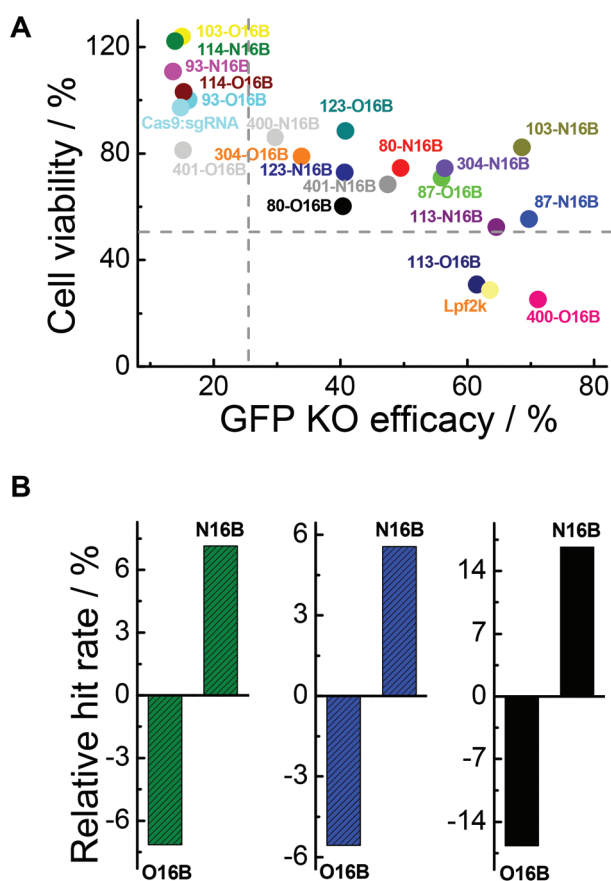 A
Cell viability / %
120
80
40
0
103-O16B
114-N16B
93-N16B
114-O16B
93-O16B
Cas9:sgRNA
400-N16B
123-O16B
103-N16B
401-O16B
304-O16B
123-N16B
80-N16B
304-N16B
401-N16B
87-O16B
80-O16B
113-N16B
87-N16B
113-O16B
Lpf2k
400-O16B
20
40
60
80
GFP KO efficacy / %
B
Relative hit rate / %
6
3
0
-3
-6
N16B
O16B
6
3
0
-3
-6
N16B
O16B
14
7
0
-7
-14
N16B
O16B